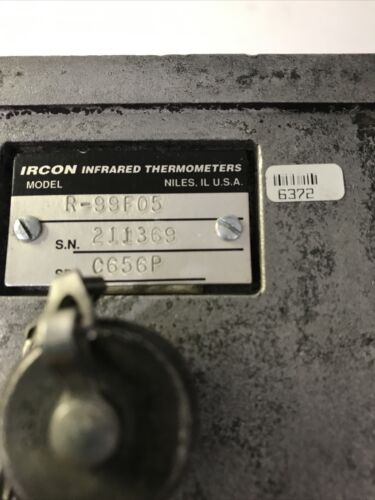 IRCON INFRARED THERMOMETERS
MODEL NILES, IL U.S.A.
R-99F05
S.N. 211369
C656P
6372